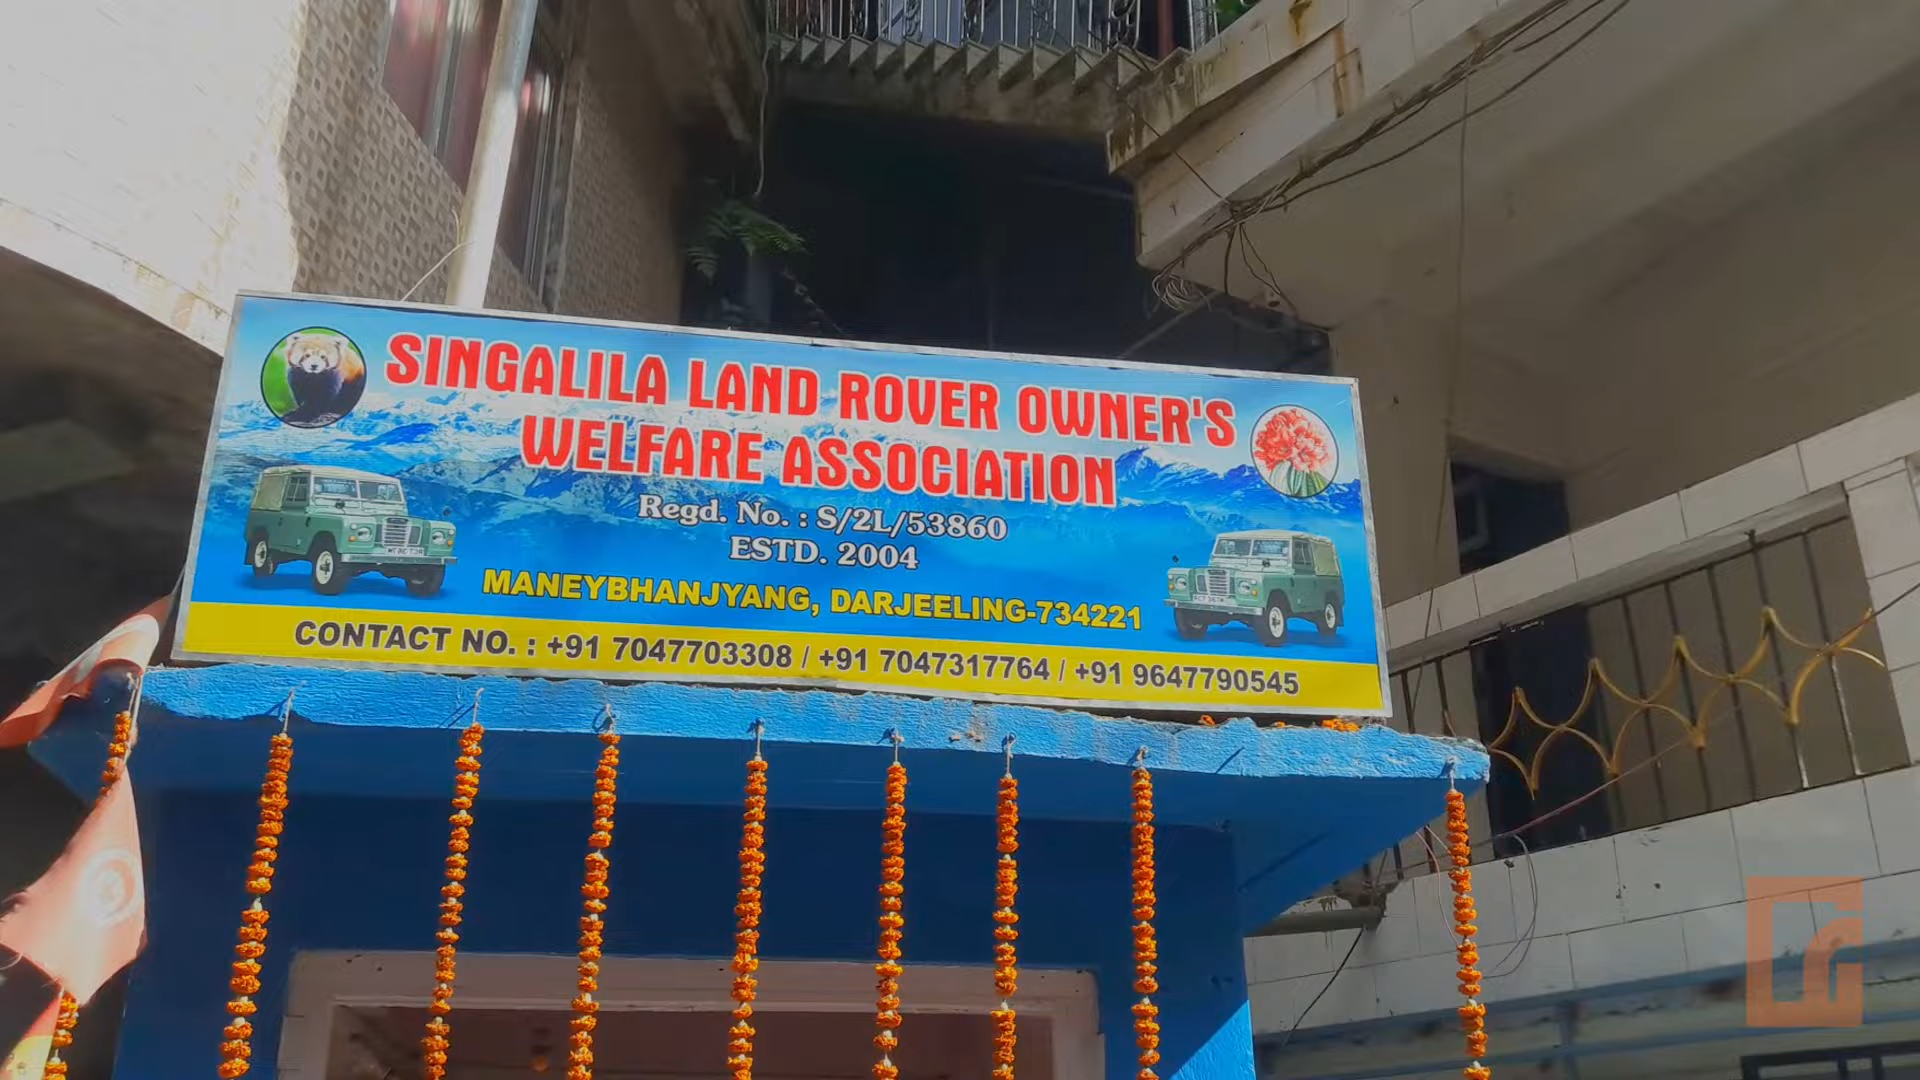 SINGALILA LAND ROVER OWNER'S
WELFARE ASSOCIATION
Regd. No. : S/2L/53860
ESTD. 2004
MANEYBHANJYANG, DARJEELING-734221
CONTACT NO. : +91 7047703308 / +91 7047317764 / +91 9647790545